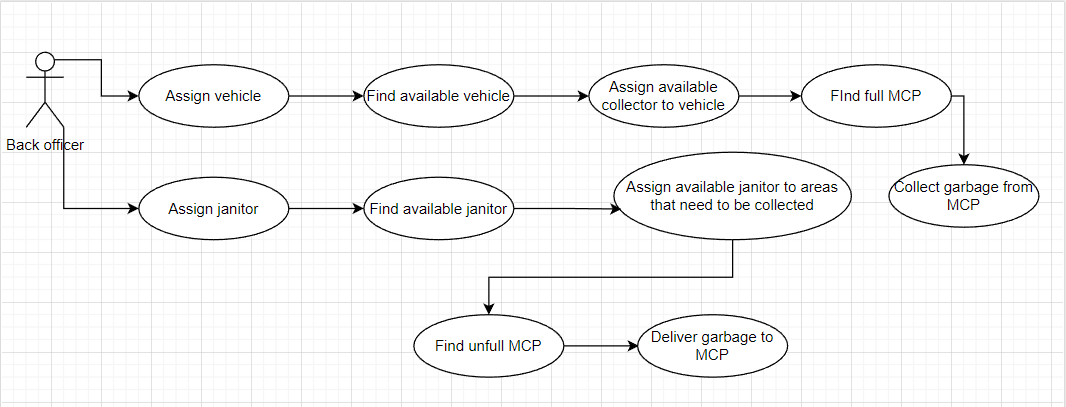 Assign vehicle
Find available vehicle
Assign available
collector to vehicle
FInd full MCP
Back officer
Assign janitor
Find available janitor
Assign available janitor to areas
that need to be collected
Collect garbage from
MCP
Find unfull MCP
Deliver garbage to
MCP